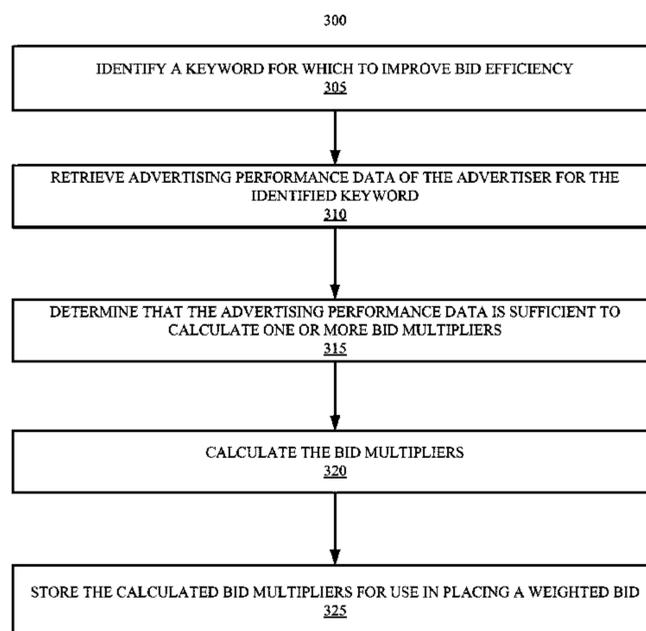 300
IDENTIFY A KEYWORD FOR WHICH TO IMPROVE BID EFFICIENCY
305
RETRIEVE ADVERTISING PERFORMANCE DATA OF THE ADVERTISER FOR THE
IDENTIFIED KEYWORD
310
DETERMINE THAT THE ADVERTISING PERFORMANCE DATA IS SUFFICIENT TO
CALCULATE ONE OR MORE BID MULTIPLIERS
315
CALCULATE THE BID MULTIPLIERS
320
STORE THE CALCULATED BID MULTIPLIERS FOR USE IN PLACING A WEIGHTED BID
325